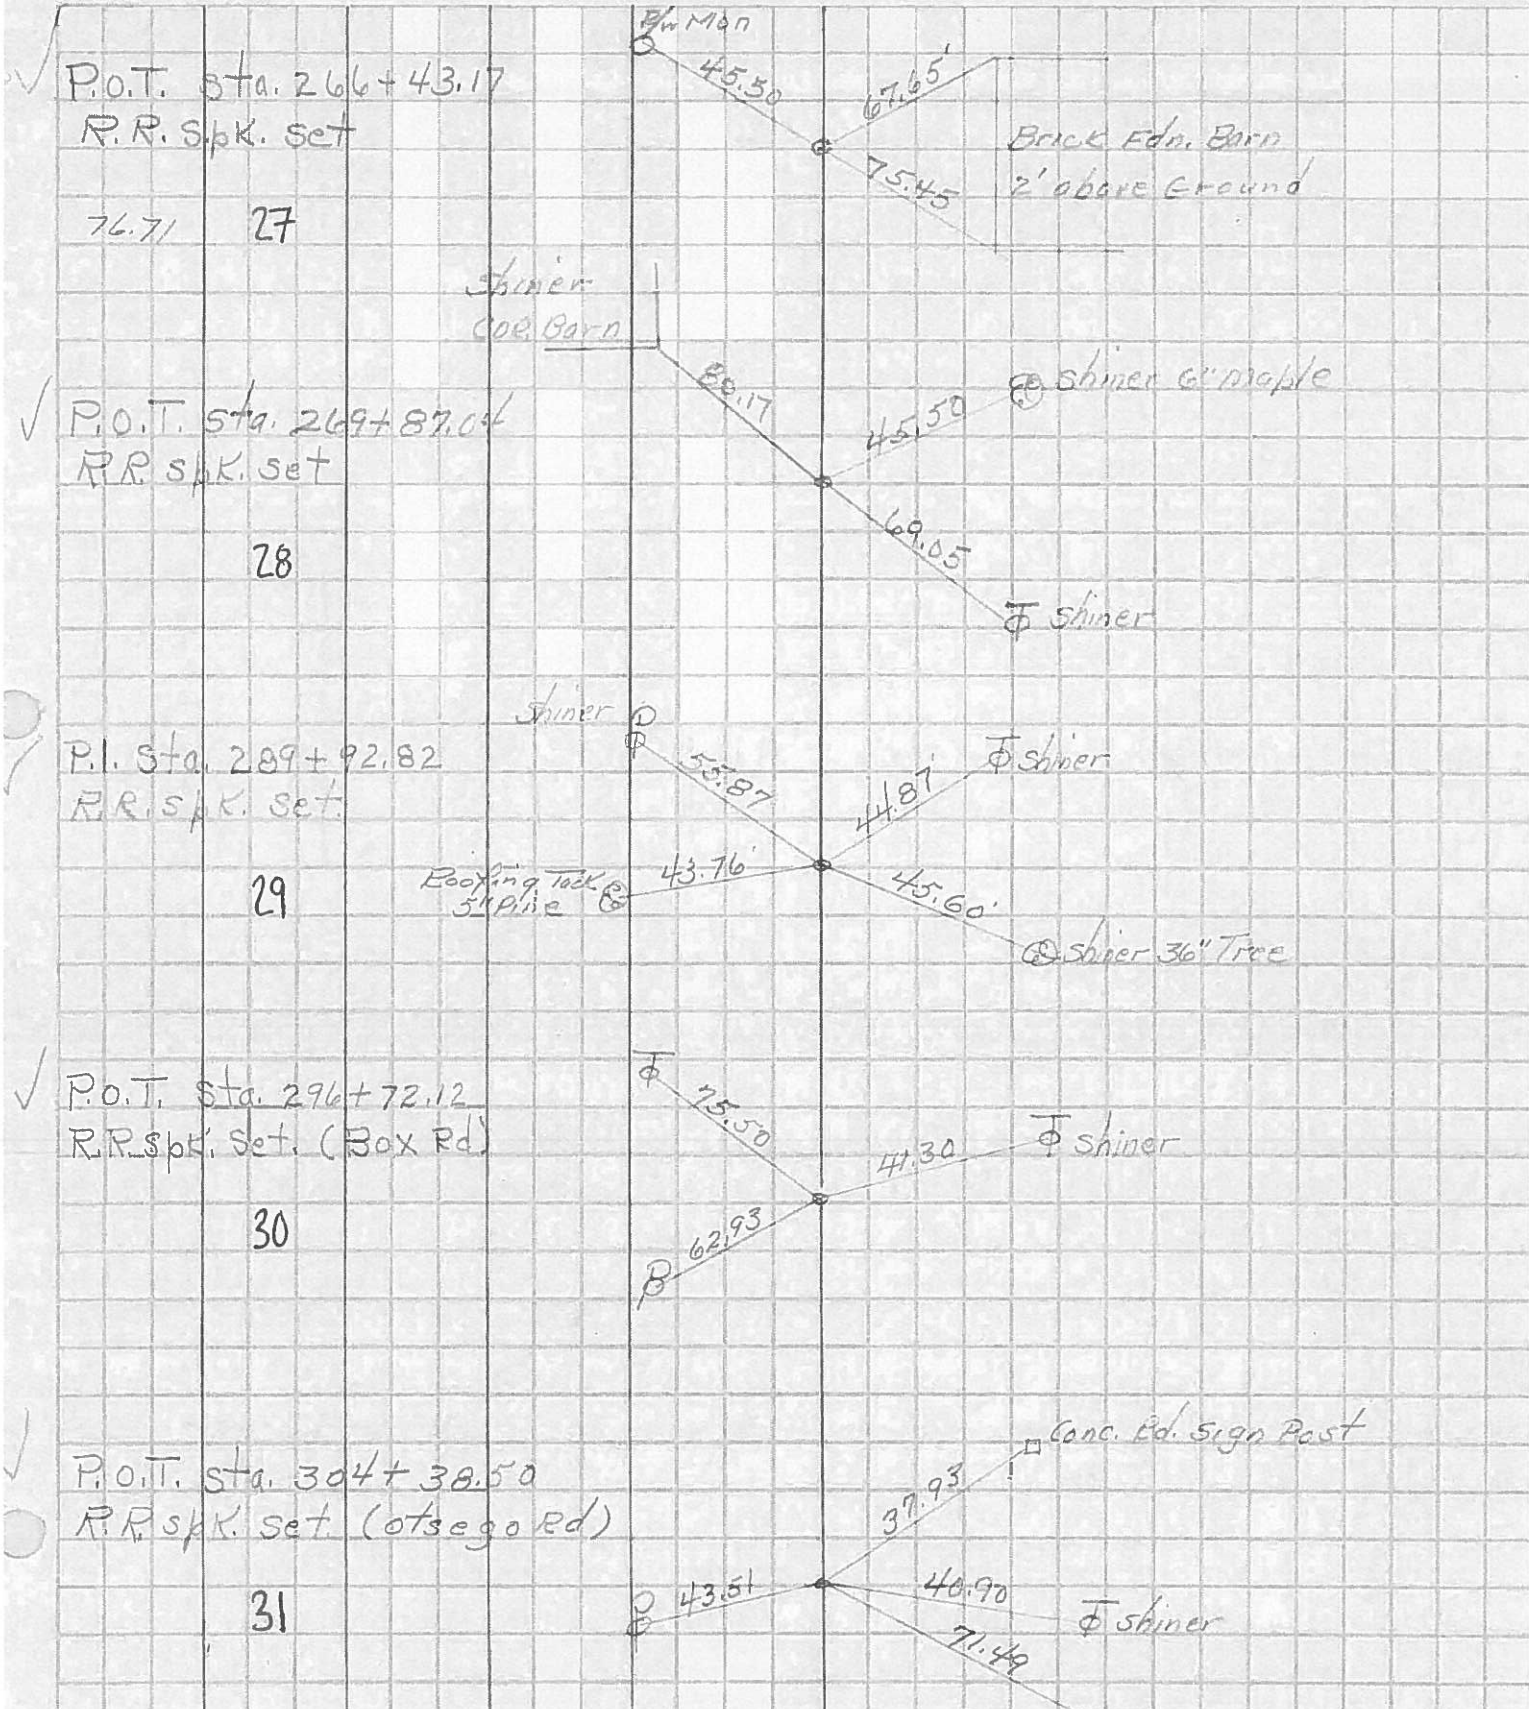 R/W Mon
P.O.T. sta. 266+43.17
R.R. spk. set
45.50
67.65'
75.45
Brick Fdn. Barn
2' above Ground
76.71
27
Shiner
Cor. Barn
80.17
P.O.T. sta. 269+87.04
R.R. spk. set
45.50
Shiner 6" Maple
69.05
T Shiner
28
Shiner P
P.I. Sta. 289+92.82
R.R. spk. set.
55.87
44.87'
T Shiner
Roofing Tack
5" Pine
43.76'
45.60'
Shiner 36" Tree
29
T
P.O.T. Sta. 296+72.12
R.R. spk. set. (Box Rd)
75.50
41.30
T Shiner
62.93
P
30
P.O.T. sta. 304+38.50
R.R. spk. set. (otsego Rd)
Conc. Rd. Sign Post
37.93
P
43.51
40.90
T Shiner
71.49
31